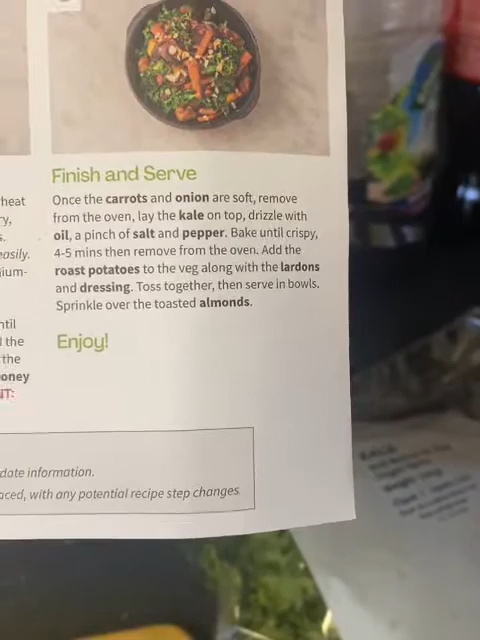 Finish and Serve
Once the carrots and onion are soft, remove
from the oven, lay the kale on top, drizzle with
oil, a pinch of salt and pepper. Bake until crispy,
4-5 mins then remove from the oven. Add the
roast potatoes to the veg along with the lardons
and dressing. Toss together, then serve in bowls.
Sprinkle over the toasted almonds.
Enjoy!
heat
ry,
s.
easily.
ium-
ntil
the
the
oney
NT:
date information.
aced, with any potential recipe step changes